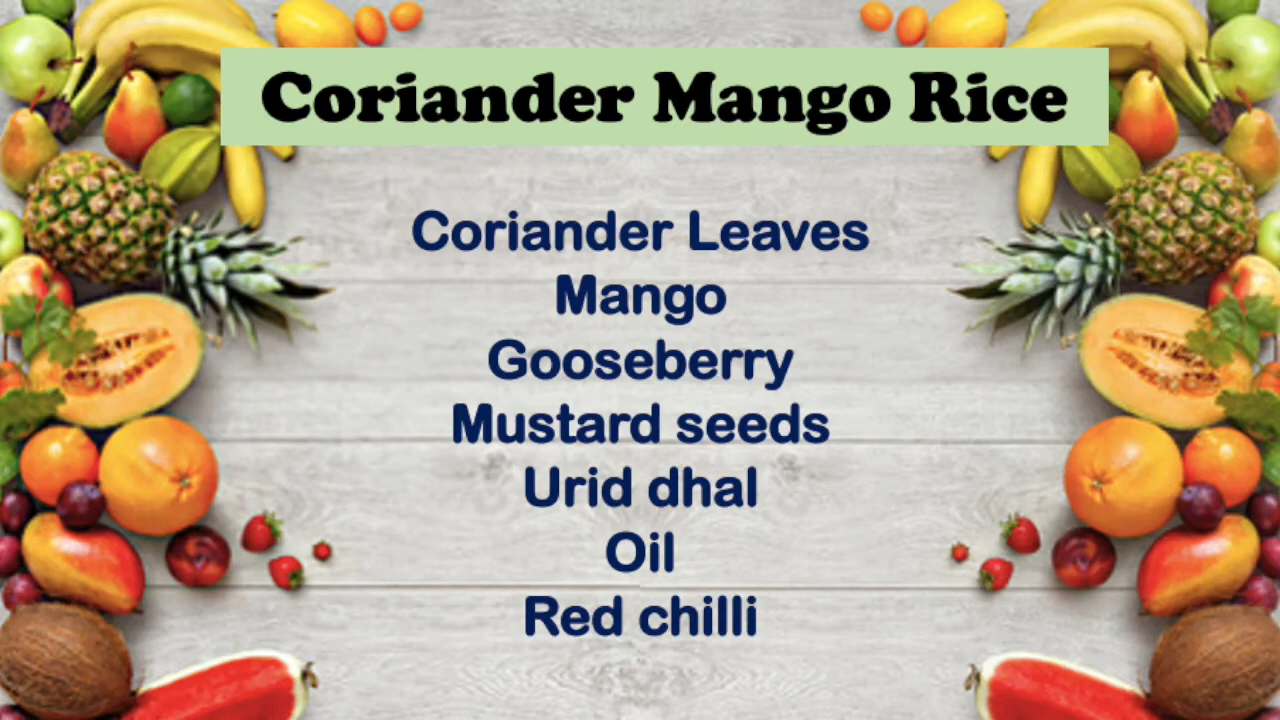 Coriander Mango Rice
Coriander Leaves
Mango
Gooseberry
Mustard seeds
Urid dhal
Oil
Red chilli